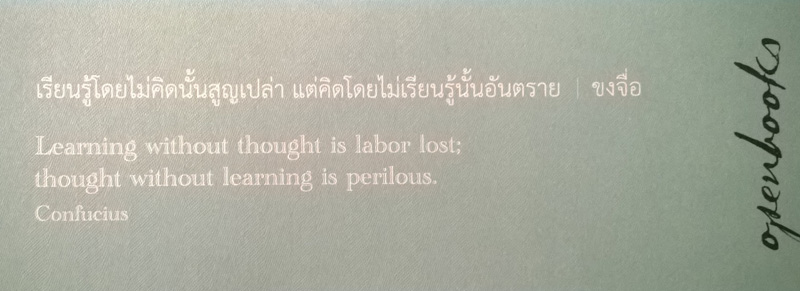 เรียนรู้โดยไม่คิดนั้นสูญเปล่า แต่คิดโดยไม่เรียนรู้นั้นอันตราย | ขงจื่อ
Learning without thought is labor lost;
thought without learning is perilous.
Confucius
openbooks